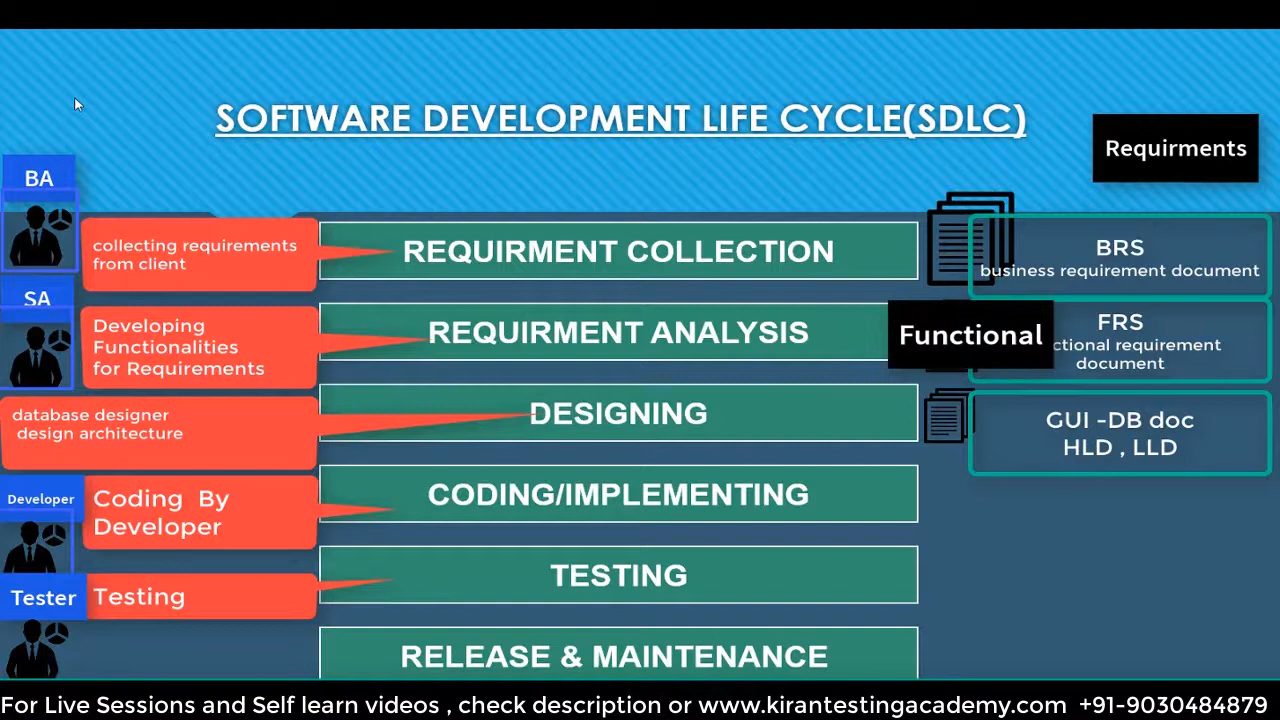 SOFTWARE DEVELOPMENT LIFE CYCLE(SDLC)
Requirments
BA
collecting requirements
from client
REQUIRMENT COLLECTION
BRS
business requirement document
SA
Developing
Functionalities
for Requirements
REQUIRMENT ANALYSIS
Functional
FRS
ctional requirement
document
database designer
design architecture
DESIGNING
GUI -DB doc
HLD , LLD
Developer
Coding By
Developer
CODING/IMPLEMENTING
Tester
Testing
TESTING
RELEASE & MAINTENANCE
For Live Sessions and Self learn videos , check description or www.kirantestingacademy.com +91-9030484879